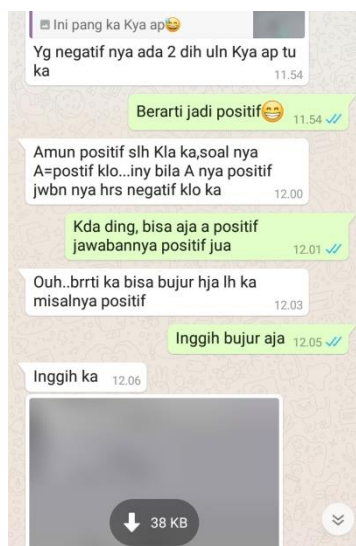 Ini pang ka Kya ap😅
Yg negatif nya ada 2 dih uln Kya ap tu
ka
11.54
Berarti jadi positif😁
11.54
Amun positif slh Kla ka,soal nya
A=postif klo...iny bila A nya positif
jwbn nya hrs negatif klo ka
12.00
Kda ding, bisa aja a positif
jawabannya positif jua
12.01
Ouh..brrti ka bisa bujur hja lh ka
misalnya positif
12.03
Inggih bujur aja 12.05
Inggih ka 12.06
38 KB